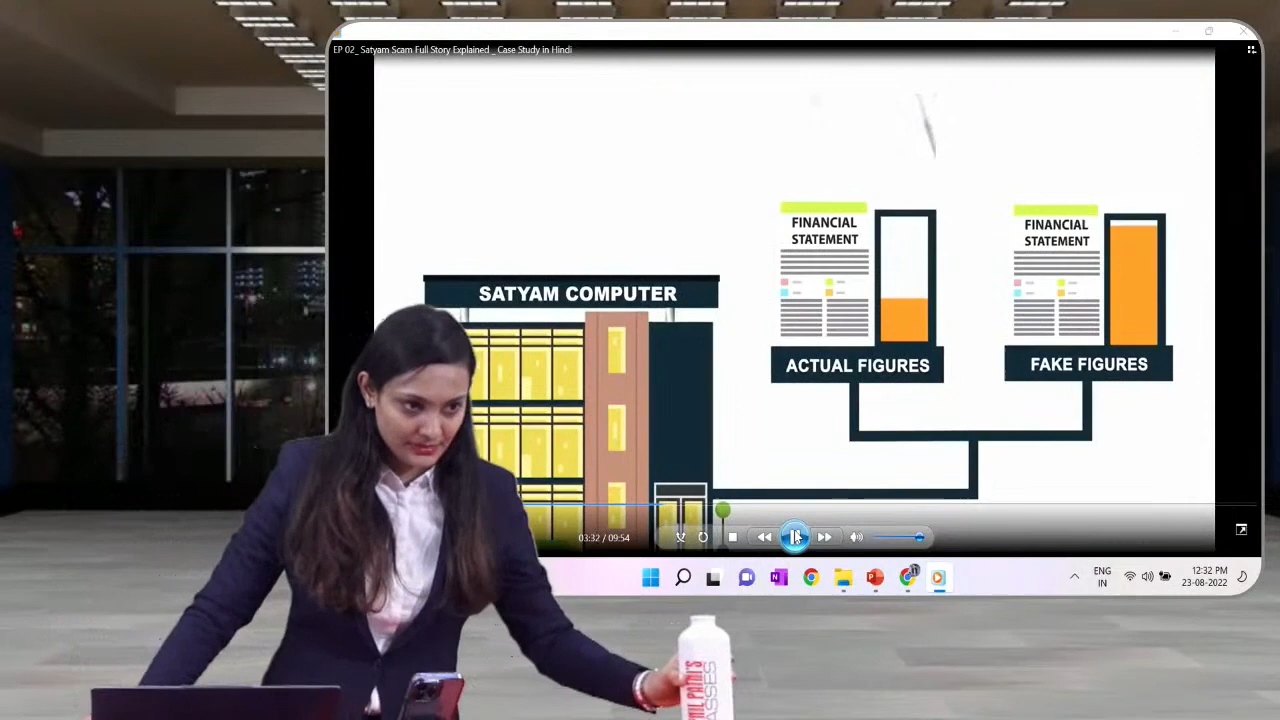 EP 02_ Satyam Scam Full Story Explained _ Case Study in Hindi
FINANCIAL
STATEMENT
FINANCIAL
STATEMENT
SATYAM COMPUTER
ACTUAL FIGURES
FAKE FIGURES
03:32 / 09:54
ENG
IN
12:32 PM
23-08-2022